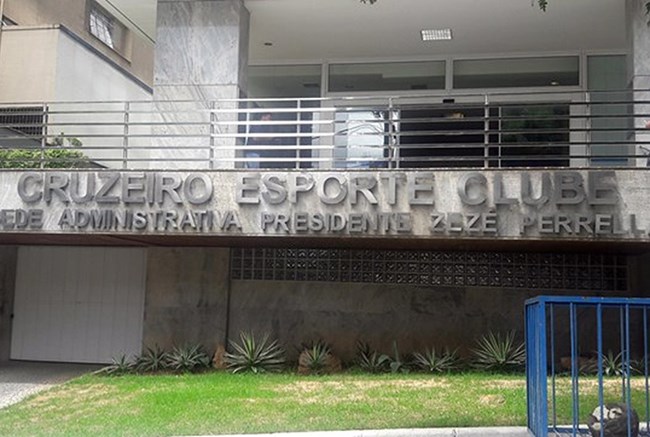 CRUZEIRO ESPORTE CLUBE
EDE ADMINISTRATIVA PRESIDENTE ZEZÉ PERRELL